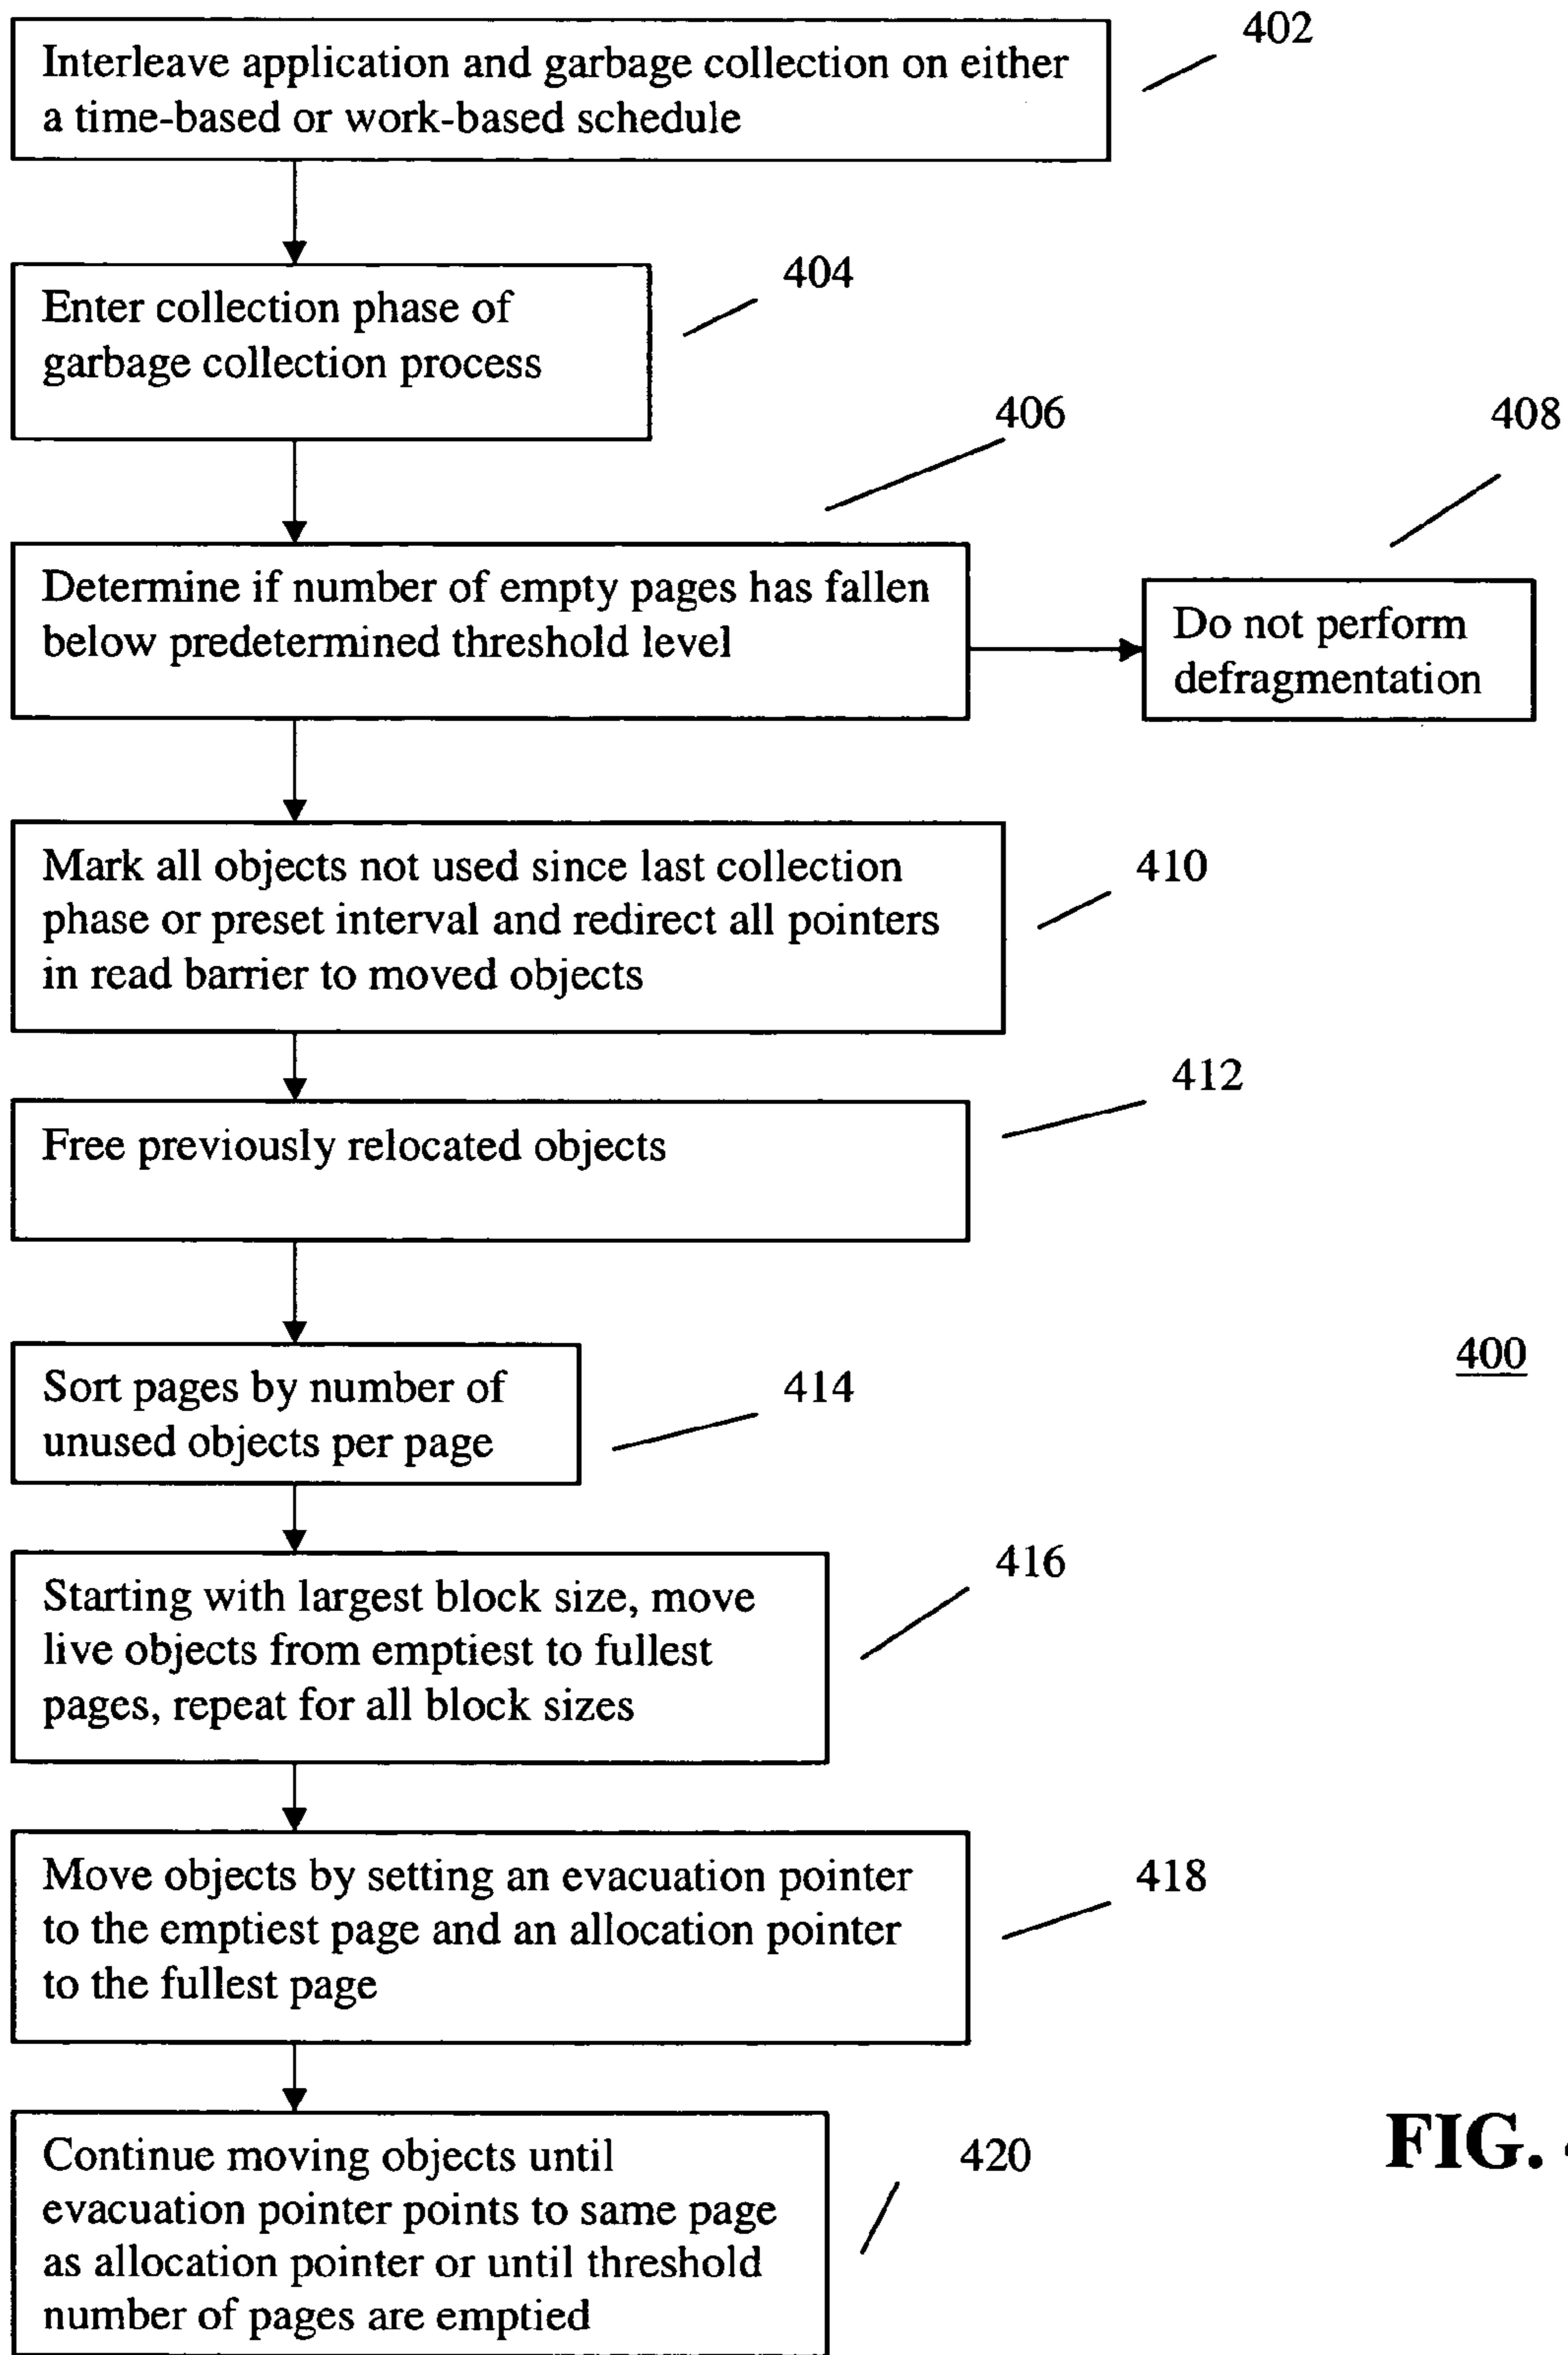 402
Interleave application and garbage collection on either
a time-based or work-based schedule
404
Enter collection phase of
garbage collection process
406
408
Determine if number of empty pages has fallen
below predetermined threshold level
Do not perform
defragmentation
Mark all objects not used since last collection
phase or preset interval and redirect all pointers
in read barrier to moved objects
410
412
Free previously relocated objects
400
Sort pages by number of
unused objects per page
414
Starting with largest block size, move
live objects from emptiest to fullest
pages, repeat for all block sizes
416
Move objects by setting an evacuation pointer
to the emptiest page and an allocation pointer
to the fullest page
418
Continue moving objects until
evacuation pointer points to same page
as allocation pointer or until threshold
number of pages are emptied
420
FIG.